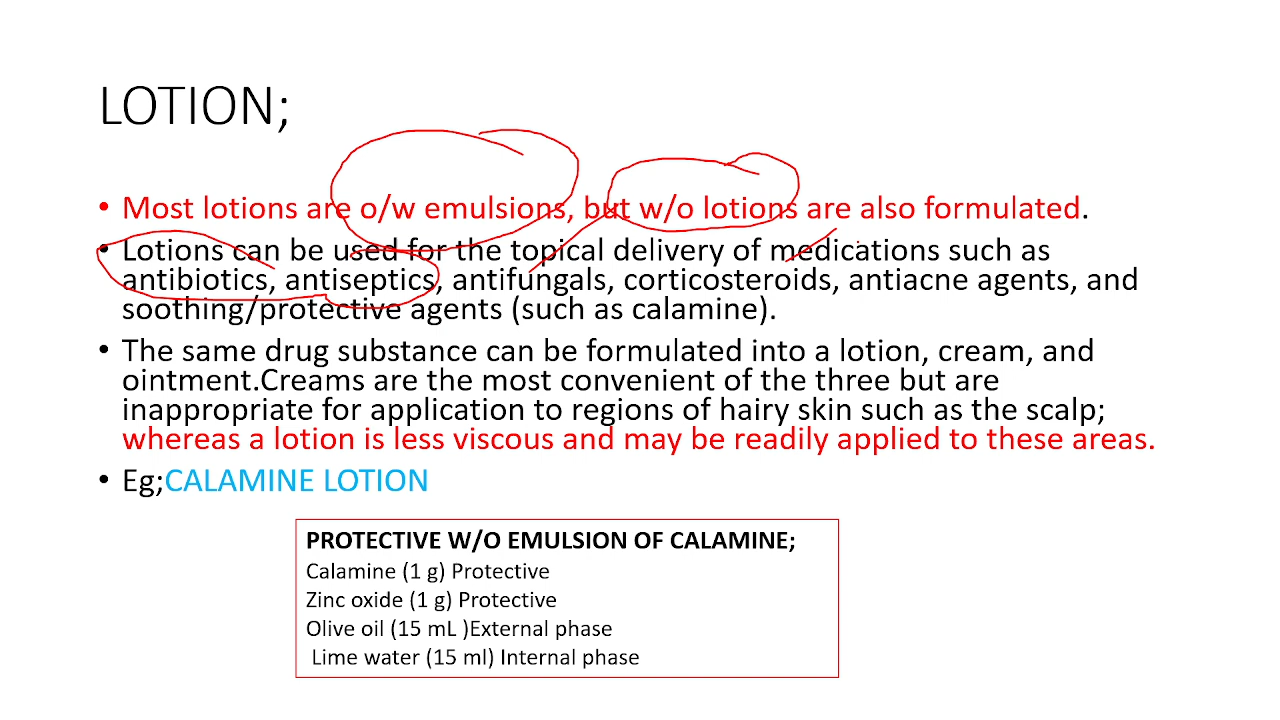 LOTION;
• Most lotions are o/w emulsions, but w/o lotions are also formulated.
• Lotions can be used for the topical delivery of medications such as
antibiotics, antiseptics, antifungals, corticosteroids, antiacne agents, and
soothing/protective agents (such as calamine).
• The same drug substance can be formulated into a lotion, cream, and
ointment.Creams are the most convenient of the three but are
inappropriate for application to regions of hairy skin such as the scalp;
whereas a lotion is less viscous and may be readily applied to these areas.
• Eg;CALAMINE LOTION
PROTECTIVE W/O EMULSION OF CALAMINE;
Calamine (1 g) Protective
Zinc oxide (1 g) Protective
Olive oil (15 mL )External phase
Lime water (15 ml) Internal phase